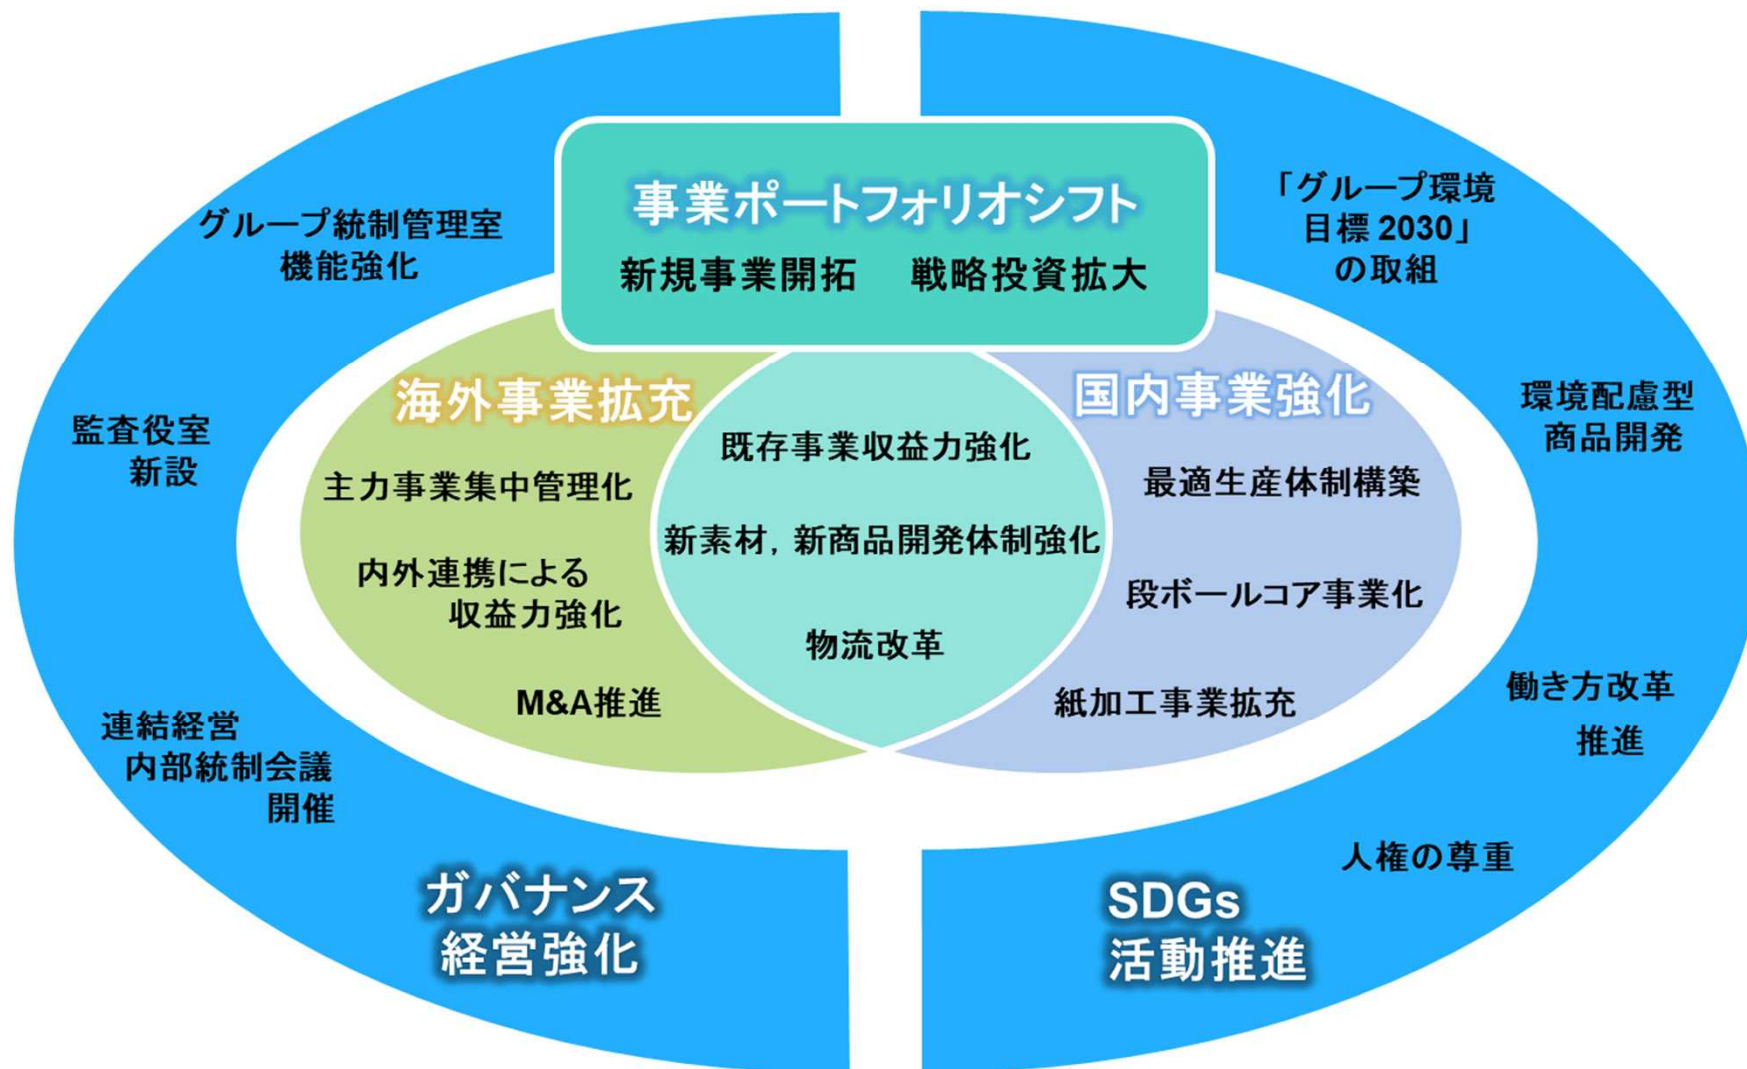 事業ポートフォリオシフト
新規事業開拓　戦略投資拡大
グループ統制管理室
機能強化
監査役室
新設
連結経営
内部統制会議
開催
ガバナンス
経営強化
海外事業拡充
主力事業集中管理化
内外連携による
収益力強化
M&A推進
既存事業収益力強化
新素材，新商品開発体制強化
物流改革
国内事業強化
最適生産体制構築
段ボールコア事業化
紙加工事業拡充
「グループ環境
目標 2030」
の取組
環境配慮型
商品開発
働き方改革
推進
人権の尊重
SDGs
活動推進